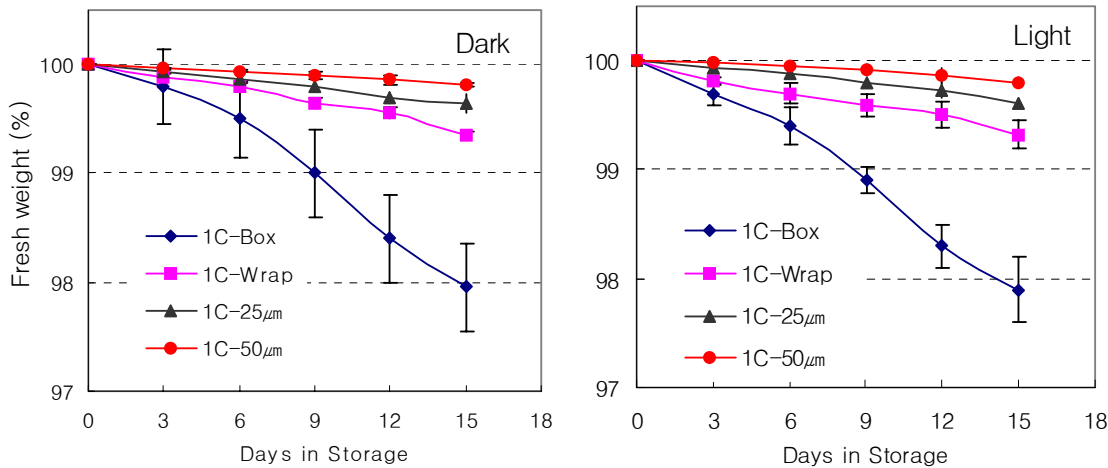 Dark
Fresh weight (%)
100
99
98
97
1C-Box
1C-Wrap
1C-25㎛
1C-50㎛
0 3 6 9 12 15 18
Days in Storage
Light
100
99
98
97
1C-Box
1C-Wrap
1C-25㎛
1C-50㎛
0 3 6 9 12 15 18
Days in Storage